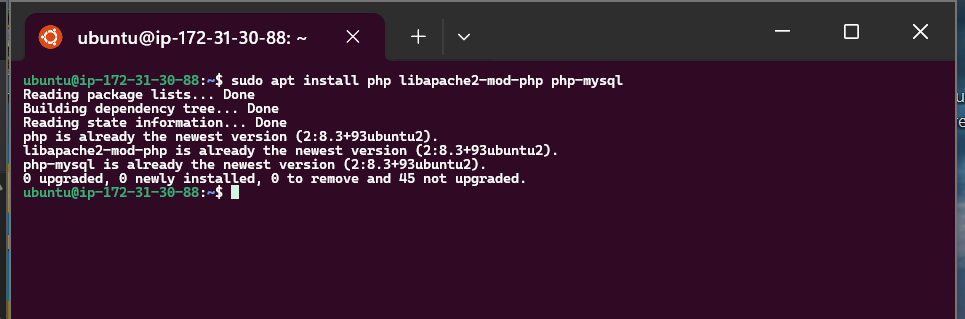 ubuntu@ip-172-31-30-88: ~
ubuntu@ip-172-31-30-88:~$ sudo apt install php libapache2-mod-php php-mysql
Reading package lists... Done
Building dependency tree... Done
Reading state information... Done
php is already the newest version (2:8.3+93ubuntu2).
libapache2-mod-php is already the newest version (2:8.3+93ubuntu2).
php-mysql is already the newest version (2:8.3+93ubuntu2).
0 upgraded, 0 newly installed, 0 to remove and 45 not upgraded.
ubuntu@ip-172-31-30-88:~$